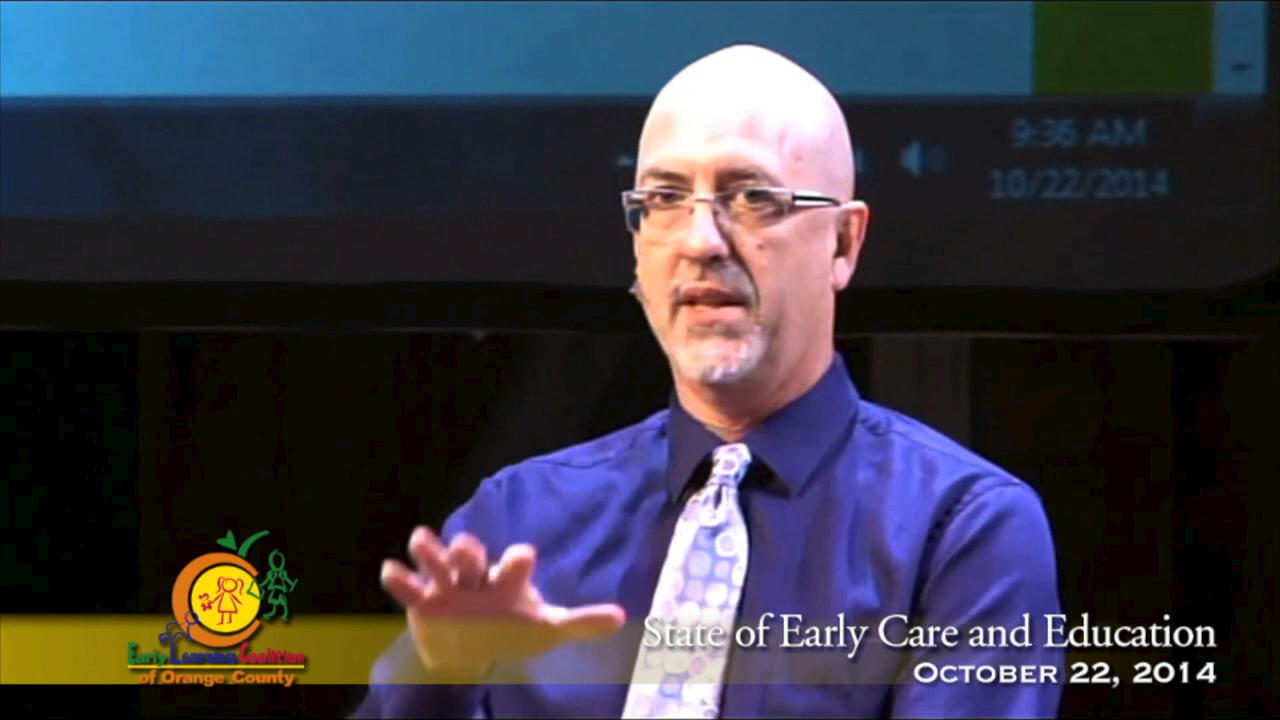 9:36 AM
10/22/2014
State of Early Care and Education
OCTOBER 22, 2014
Early Learning Coalition
of Orange County